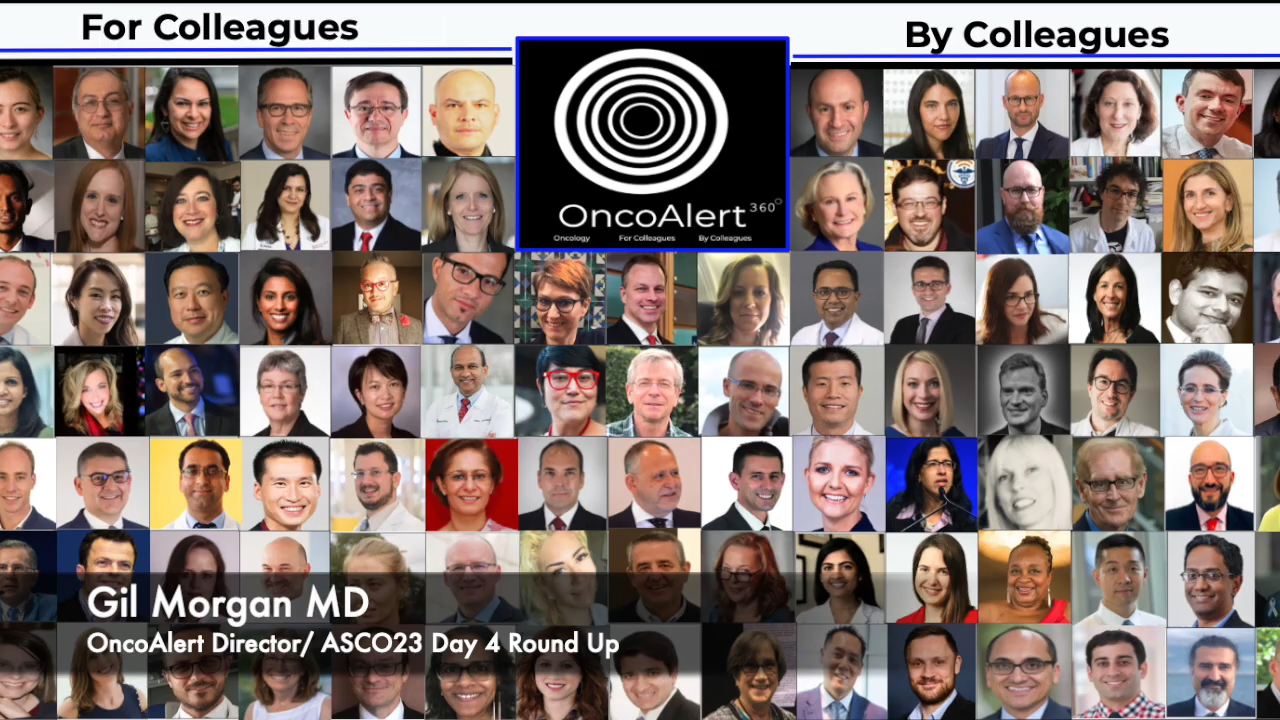 For Colleagues
By Colleagues
OncoAlert 360°
Oncology For Colleagues By Colleagues
Gil Morgan MD
OncoAlert Director/ ASCO23 Day 4 Round Up